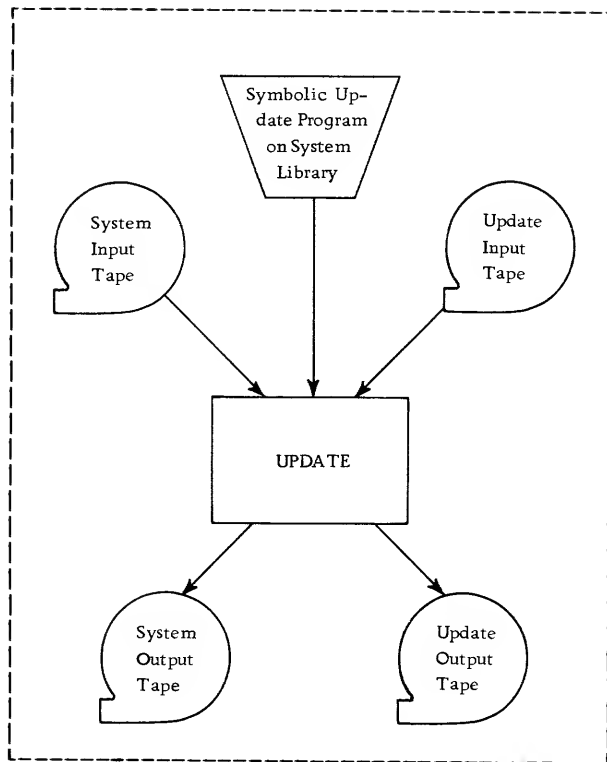 Symbolic Up-
date Program
on System
Library
System
Input
Tape
Update
Input
Tape
UPDATE
System
Output
Tape
Update
Output
Tape